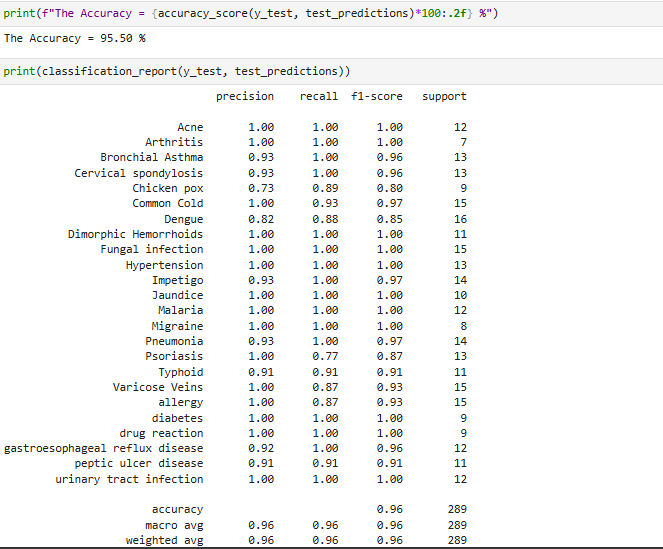 print(f"The Accuracy = {accuracy_score(y_test, test_predictions)*100:.2f} %")
The Accuracy = 95.50 %
print(classification_report(y_test, test_predictions))
precision recall f1-score support
Acne 1.00 1.00 1.00 12
Arthritis 1.00 1.00 1.00 7
Bronchial Asthma 0.93 1.00 0.96 13
Cervical spondylosis 0.93 1.00 0.96 13
Chicken pox 0.73 0.89 0.80 9
Common Cold 1.00 0.93 0.97 15
Dengue 0.82 0.88 0.85 16
Dimorphic Hemorrhoids 1.00 1.00 1.00 11
Fungal infection 1.00 1.00 1.00 15
Hypertension 1.00 1.00 1.00 13
Impetigo 0.93 1.00 0.97 14
Jaundice 1.00 1.00 1.00 10
Malaria 1.00 1.00 1.00 12
Migraine 1.00 1.00 1.00 8
Pneumonia 0.93 1.00 0.97 14
Psoriasis 1.00 0.77 0.87 13
Typhoid 0.91 0.91 0.91 11
Varicose Veins 1.00 0.87 0.93 15
allergy 1.00 0.87 0.93 15
diabetes 1.00 1.00 1.00 9
drug reaction 1.00 1.00 1.00 9
gastroesophageal reflux disease 0.92 1.00 0.96 12
peptic ulcer disease 0.91 0.91 0.91 11
urinary tract infection 1.00 1.00 1.00 12
accuracy 0.96 289
macro avg 0.96 0.96 0.96 289
weighted avg 0.96 0.96 0.96 289